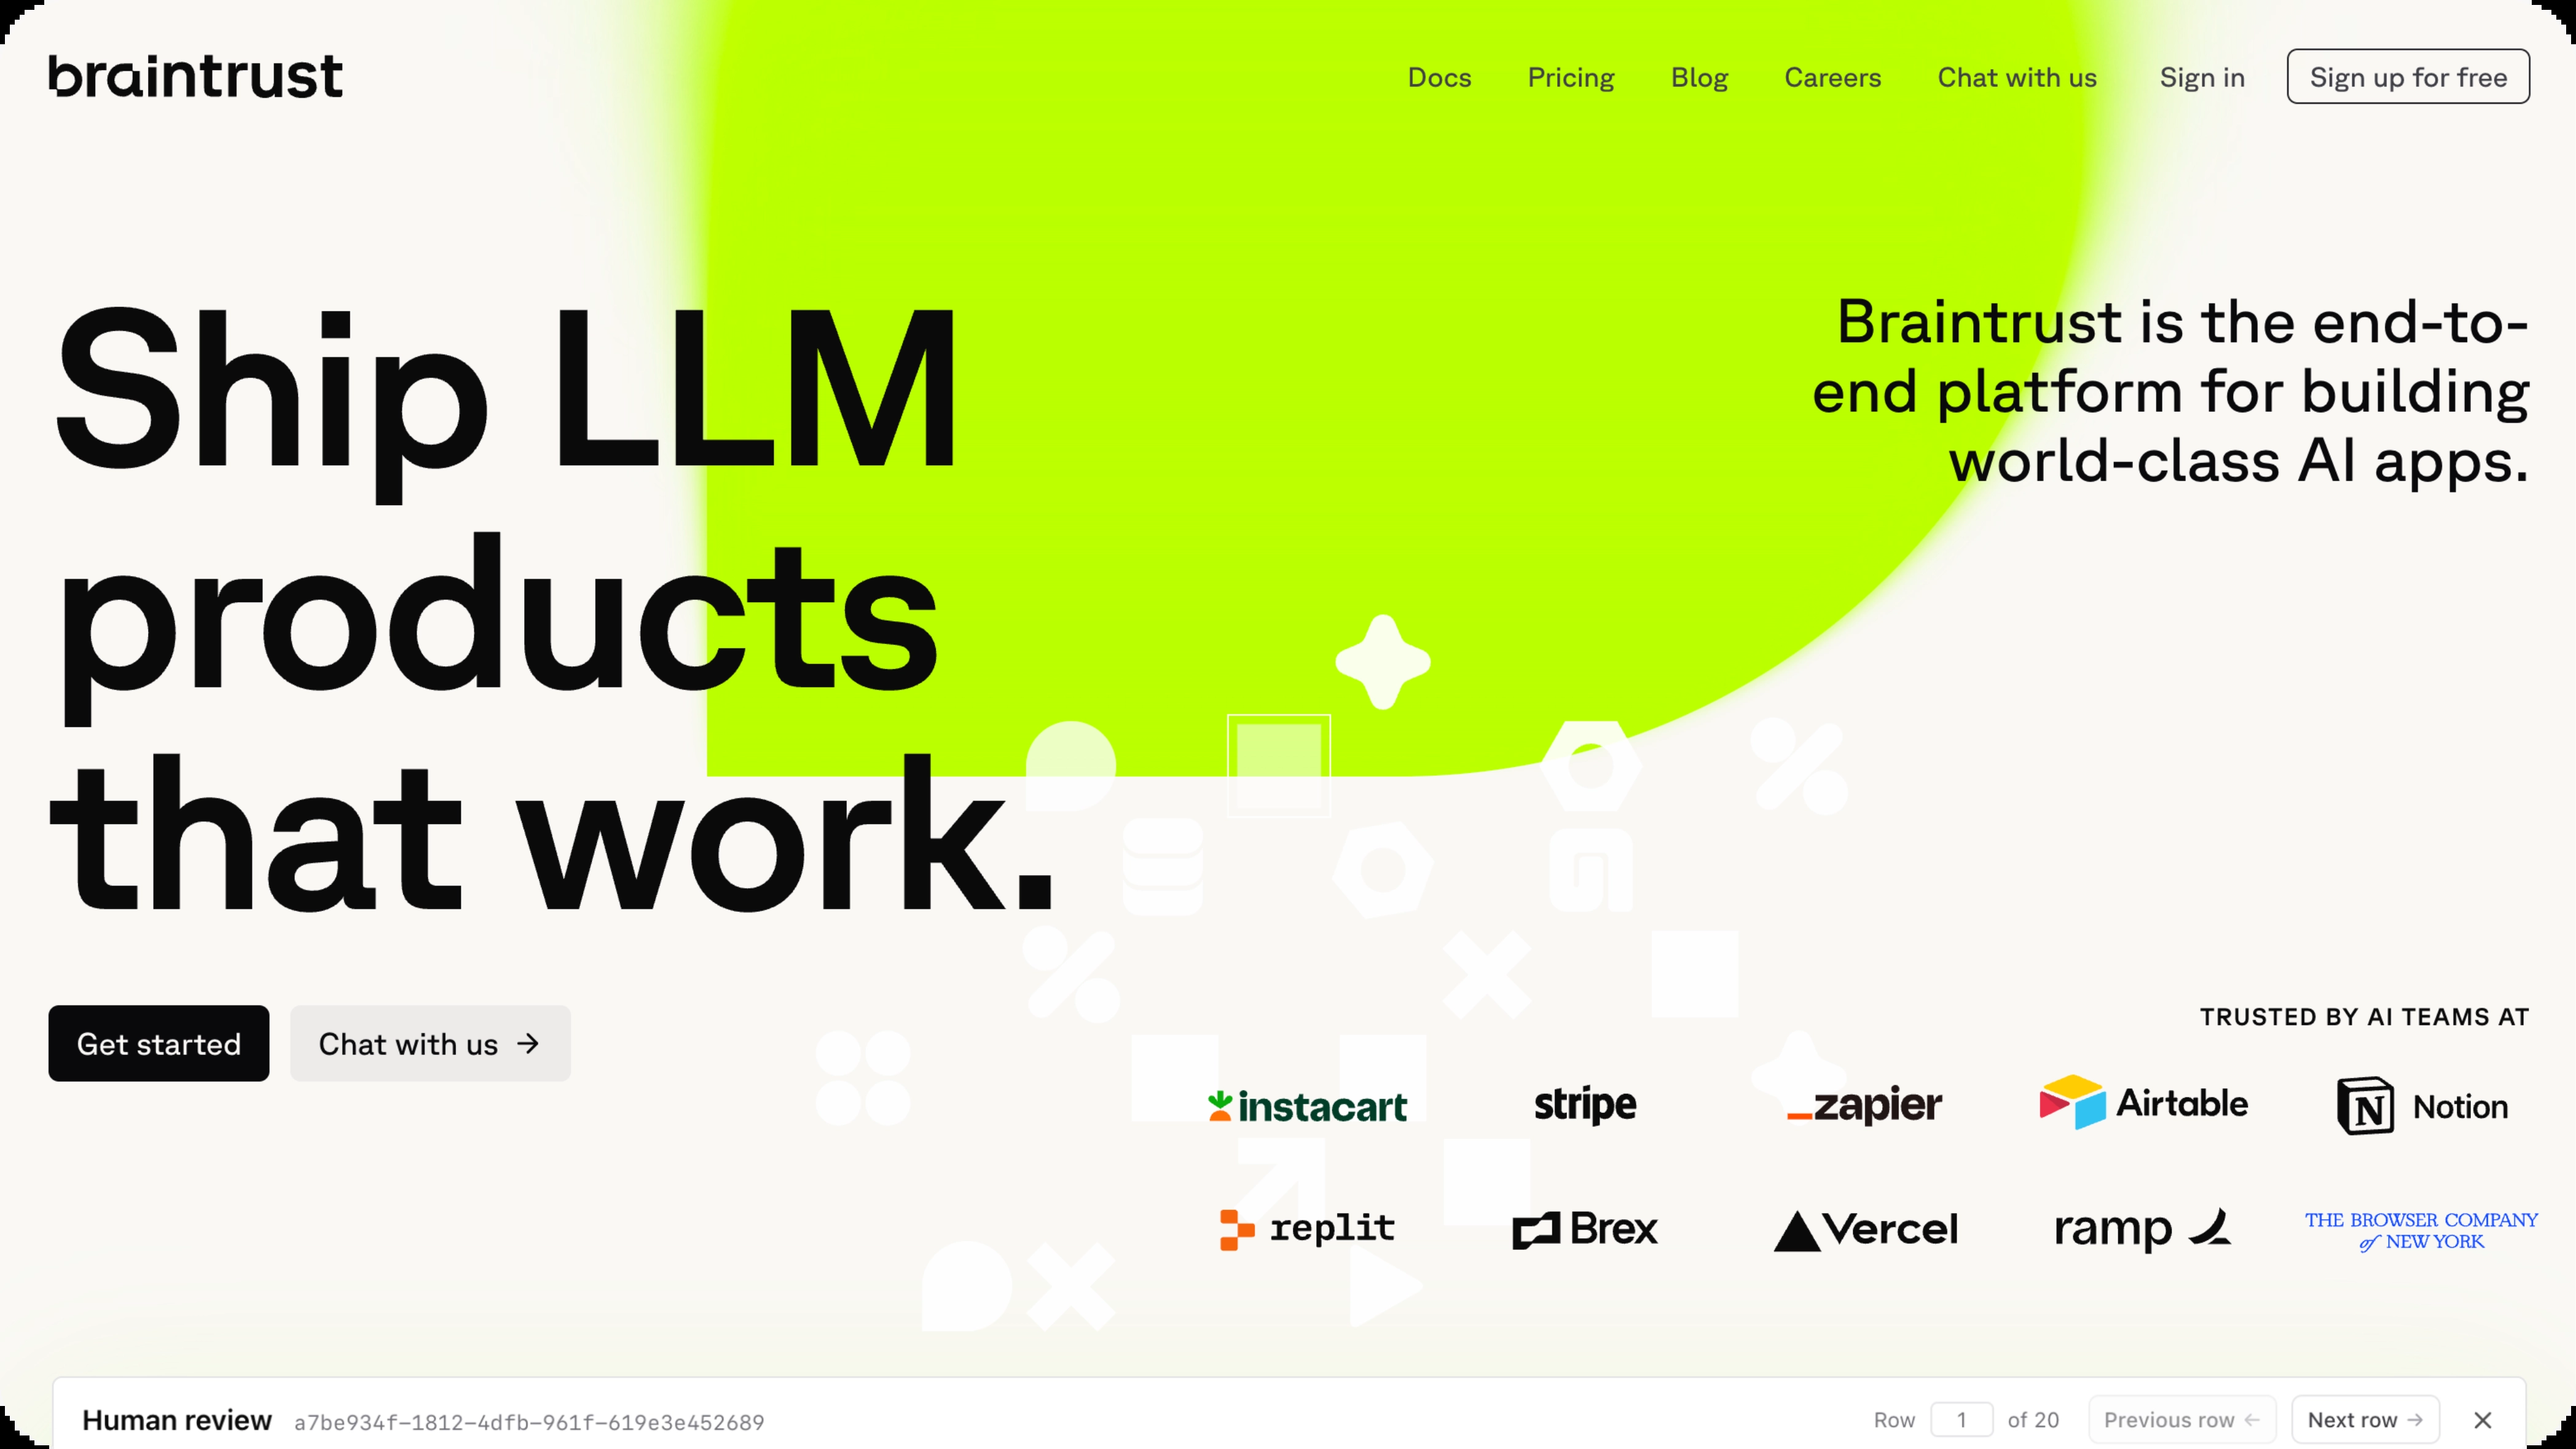 braintrust
Docs Pricing Blog Careers Chat with us Sign in Sign up for free
Ship LLM
products
that work.
Braintrust is the end-to-
end platform for building
world-class AI apps.
Get started Chat with us →
TRUSTED BY AI TEAMS AT
instacart stripe zapier Airtable Notion
replit Brex Vercel ramp THE BROWSER COMPANY
of NEW YORK
Human review a7be934f-1812-4dfb-961f-619e3e452689 Row 1 of 20 Previous row ← Next row → ×